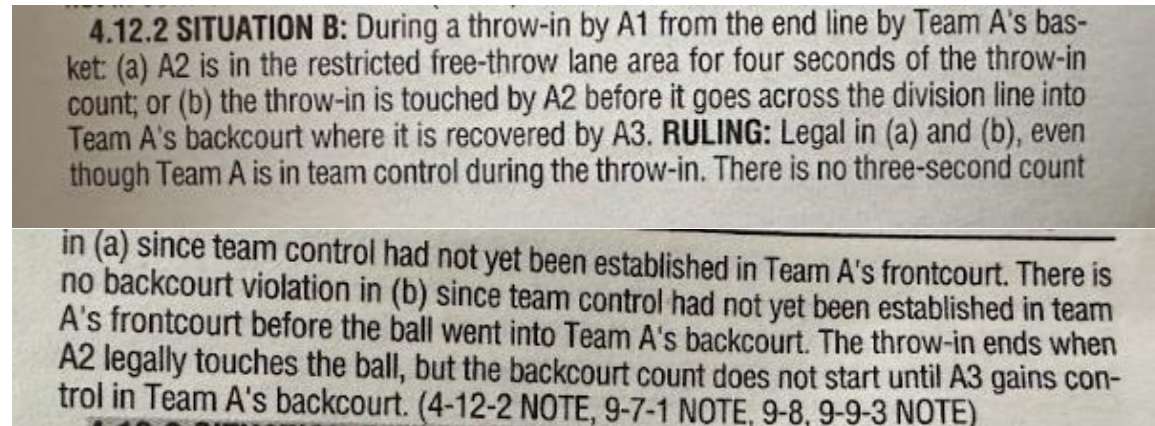 4.12.2 SITUATION B: During a throw-in by A1 from the end line by Team A's bas-
ket: (a) A2 is in the restricted free-throw lane area for four seconds of the throw-in
count; or (b) the throw-in is touched by A2 before it goes across the division line into
Team A's backcourt where it is recovered by A3. RULING: Legal in (a) and (b), even
though Team A is in team control during the throw-in. There is no three-second count
in (a) since team control had not yet been established in Team A's frontcourt. There is
no backcourt violation in (b) since team control had not yet been established in team
A's frontcourt before the ball went into Team A's backcourt. The throw-in ends when
A2 legally touches the ball, but the backcourt count does not start until A3 gains con-
trol in Team A's backcourt. (4-12-2 NOTE, 9-7-1 NOTE, 9-8, 9-9-3 NOTE)